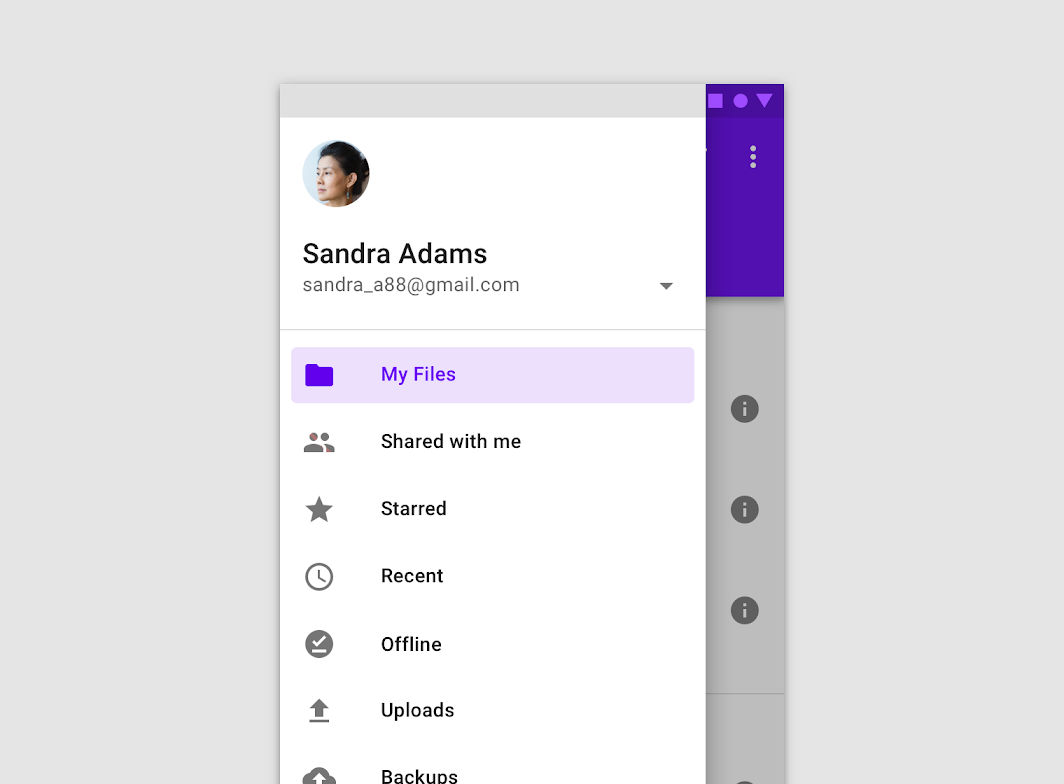 Sandra Adams
sandra_a88@gmail.com
My Files
Shared with me
Starred
Recent
Offline
Uploads
Backups